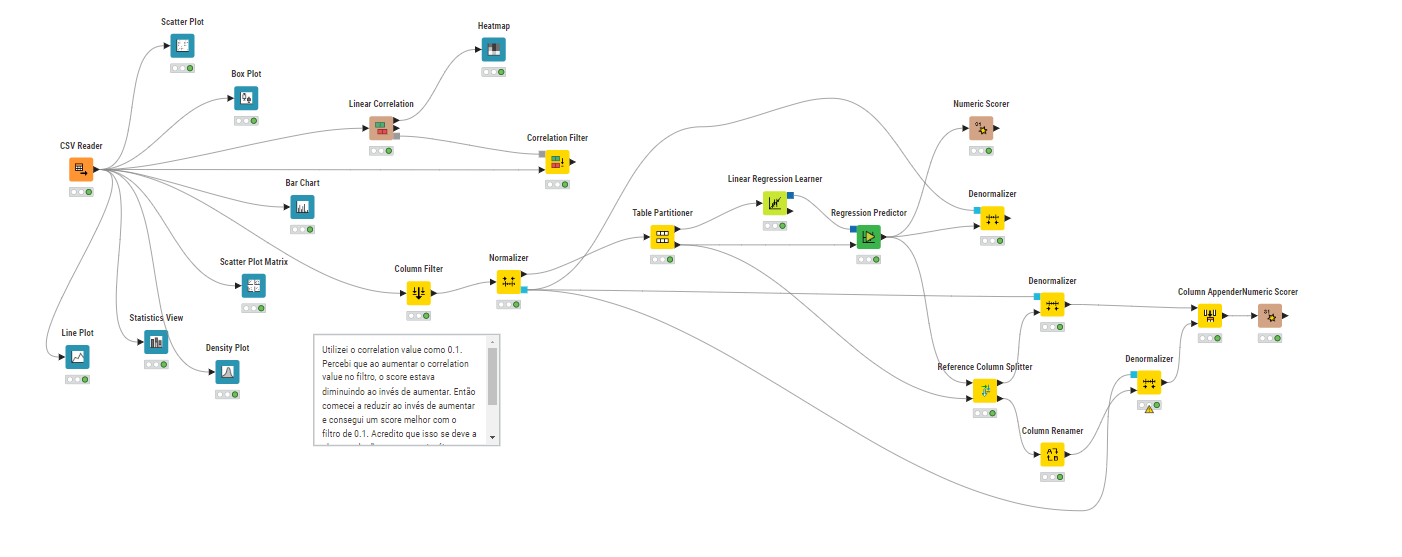 Scatter Plot
Heatmap
Box Plot
Linear Correlation
Numeric Scorer
Correlation Filter
CSV Reader
Linear Regression Learner
Bar Chart
Denormalizer
Table Partitioner
Regression Predictor
Normalizer
Scatter Plot Matrix
Column Filter
Denormalizer
Column Appender
Numeric Scorer
Statistics View
Line Plot
Density Plot
Utilizei o correlation value como 0.1.
Percebi que ao aumentar o correlation
value no filtro, o score estava
diminuindo ao invés de aumentar. Então
comecei a reduzir ao invés de aumentar
e consegui um score melhor com o
filtro de 0.1. Acredito que isso se deve a
Denormalizer
Reference Column Splitter
Column Renamer